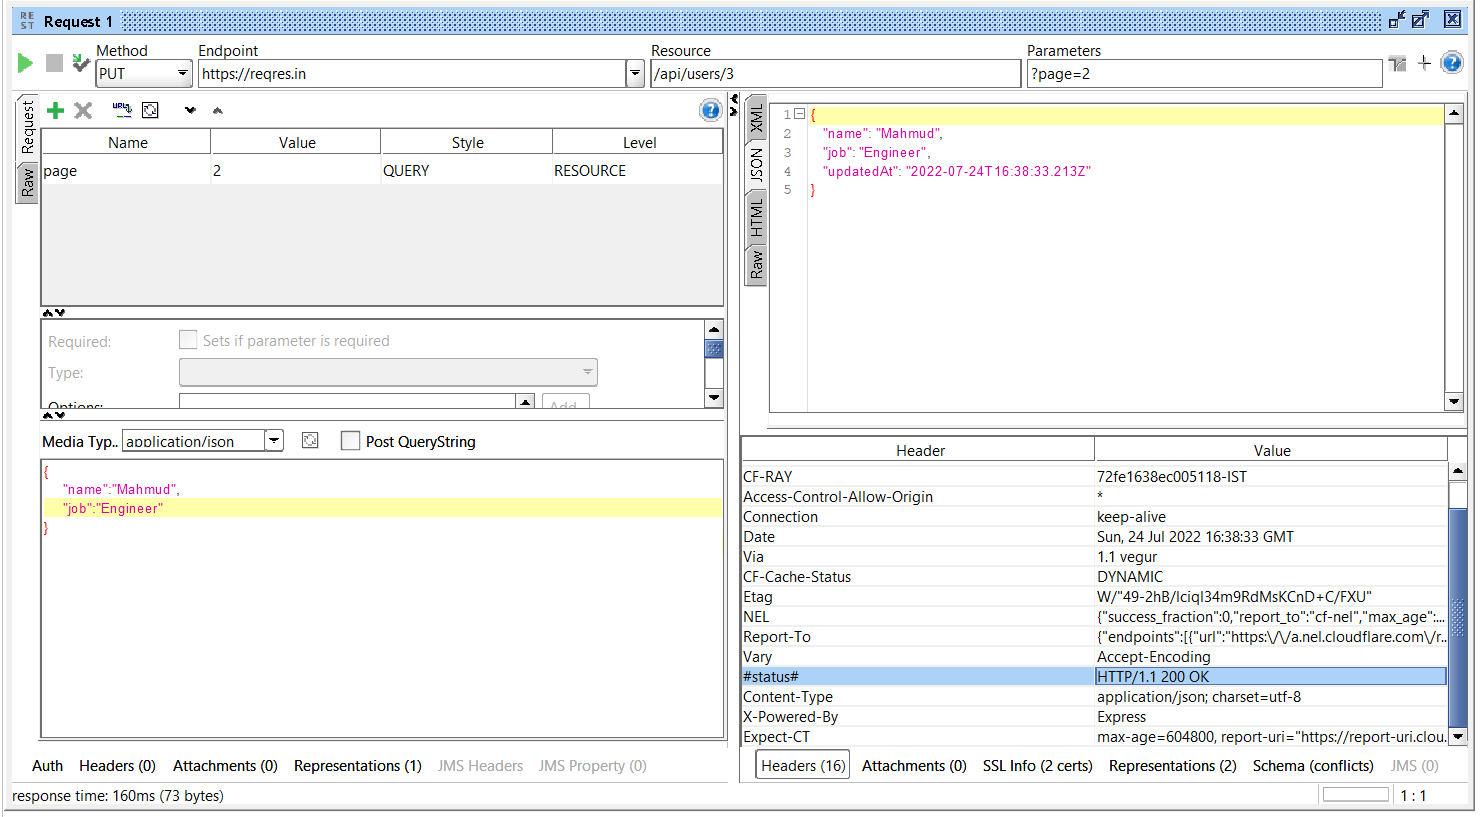 RE
ST
Request 1
Method
Endpoint
Resource
Parameters
PUT
https://reqres.in
/api/users/3
?page=2
Request
Raw
URL
Name Value Style Level
page 2 QUERY RESOURCE
Required: Sets if parameter is required
Type:
Options: Add
Media Typ.. application/json Post QueryString
{
"name":"Mahmud",
"job":"Engineer"
}
Auth Headers (0) Attachments (0) Representations (1) JMS Headers JMS Property (0)
XML
JSON
HTML
Raw
1 {
2 "name": "Mahmud",
3 "job": "Engineer",
4 "updatedAt": "2022-07-24T16:38:33.213Z"
5 }
Header Value
CF-RAY 72fe1638ec005118-IST
Access-Control-Allow-Origin *
Connection keep-alive
Date Sun, 24 Jul 2022 16:38:33 GMT
Via 1.1 vegur
CF-Cache-Status DYNAMIC
Etag W/"49-2hB/lciqI34m9RdMsKCnD+C/FXU"
NEL {"success_fraction":0,"report_to":"cf-nel","max_age":...
Report-To {"endpoints":[{"url":"https:\/\/a.nel.cloudflare.com\/r...
Vary Accept-Encoding
#status# HTTP/1.1 200 OK
Content-Type application/json; charset=utf-8
X-Powered-By Express
Expect-CT max-age=604800, report-uri="https://report-uri.clou...
Headers (16) Attachments (0) SSL Info (2 certs) Representations (2) Schema (conflicts) JMS (0)
response time: 160ms (73 bytes)
1 : 1